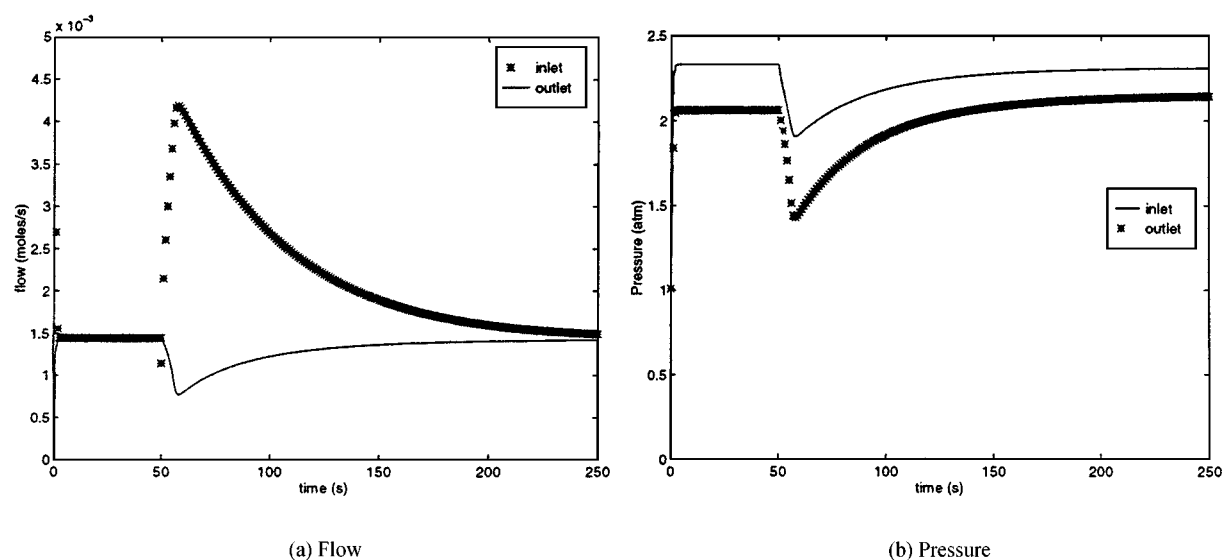 x 10⁻³
5
4.5
4
3.5
3
2.5
2
1.5
1
0.5
0
flow (moles/s)
inlet
outlet
0 50 100 150 200 250
time (s)
(a) Flow
2.5
2
1.5
1
0.5
0
Pressure (atm)
inlet
outlet
0 50 100 150 200 250
time (s)
(b) Pressure